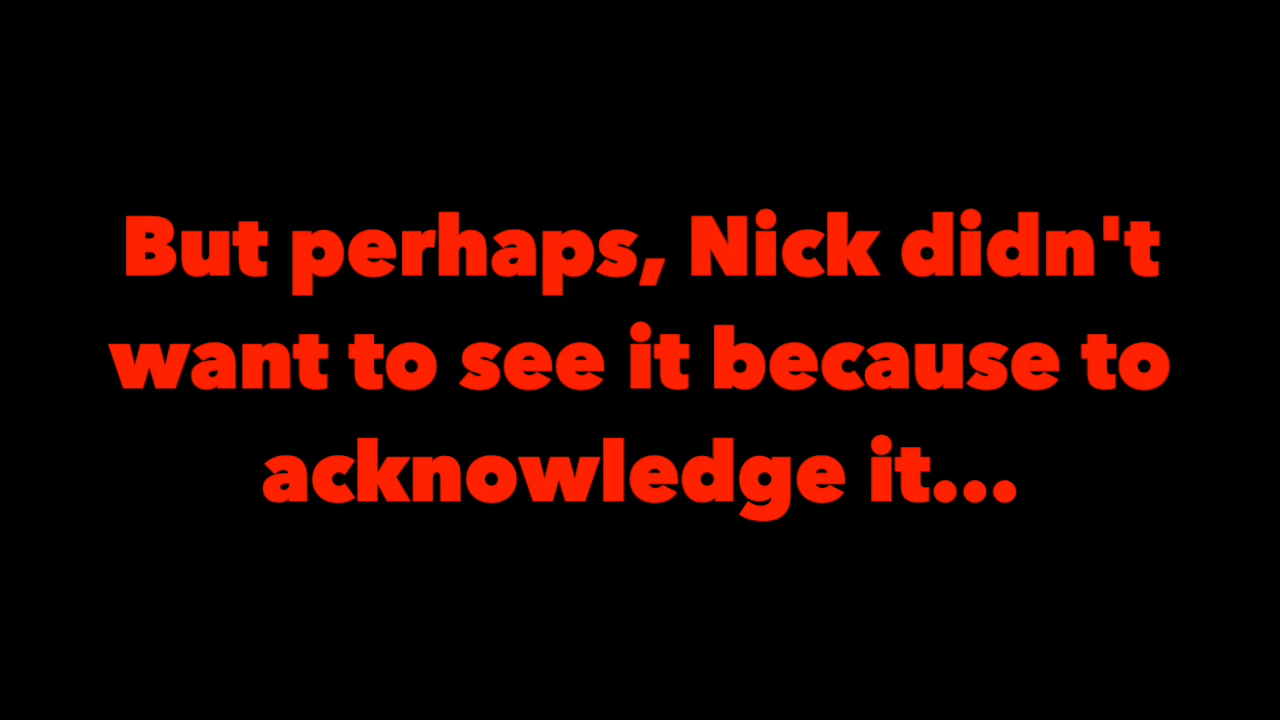 But perhaps, Nick didn't
want to see it because to
acknowledge it...